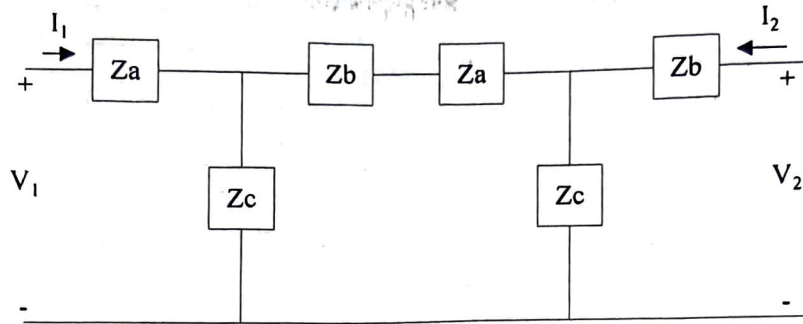 I₁ I₂
Za Zb Za Zb
+ +
V₁ Zc Zc V₂
- -